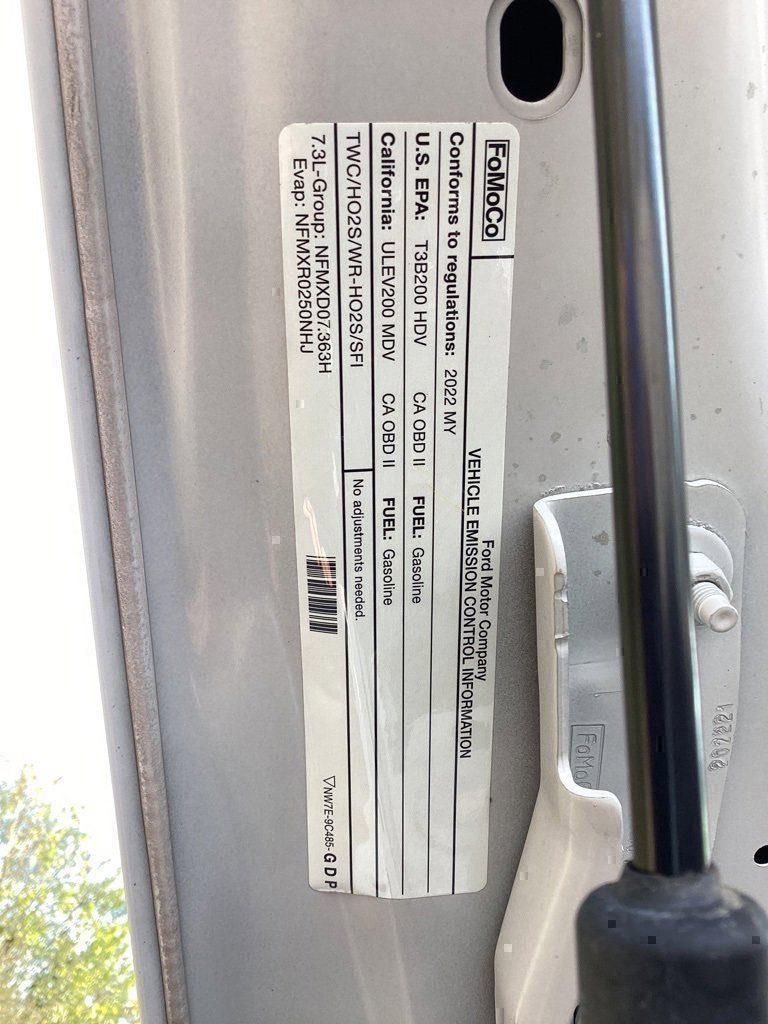 FoMoCo
Ford Motor Company
VEHICLE EMISSION CONTROL INFORMATION
Conforms to regulations: 2022 MY
U.S. EPA: T3B200 HDV CA OBD II FUEL: Gasoline
California: ULEV200 MDV CA OBD II FUEL: Gasoline
TWC/HO2S/WR-HO2S/SFI
No adjustments needed.
7.3L-Group: NFMXD07.363H
Evap: NFMXR0250NHJ
NW7E-9C485-GDP